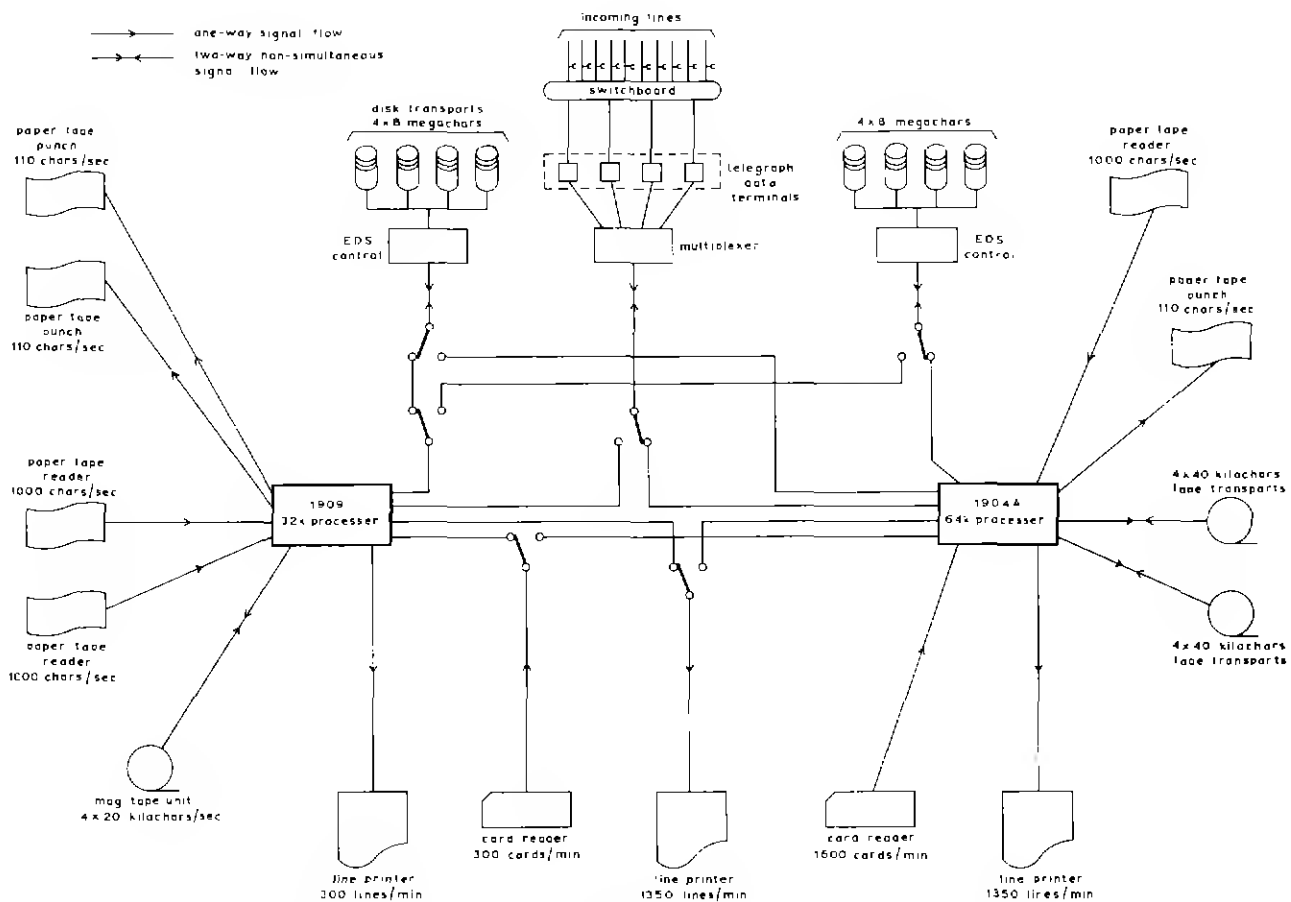 one-way signal flow
two-way non-simultaneous
signal flow
incoming lines
switchboard
disk transports
4×8 megachars
4×8 megachars
telegraph
data
terminals
EDS
control
multiplexer
EDS
control
paper tape
punch
110 chars/sec
paper tape
punch
110 chars/sec
paper tape
reader
1000 chars/sec
paper tape
reader
1000 chars/sec
mag tape unit
4×20 kilochars/sec
1909
32k processer
1904A
64k processer
paper tape
reader
1000 chars/sec
paper tape
punch
110 chars/sec
4×40 kilochars
tape transports
4×40 kilochars
tape transports
line printer
300 lines/min
card reader
300 cards/min
line printer
1350 lines/min
card reader
1600 cards/min
line printer
1350 lines/min